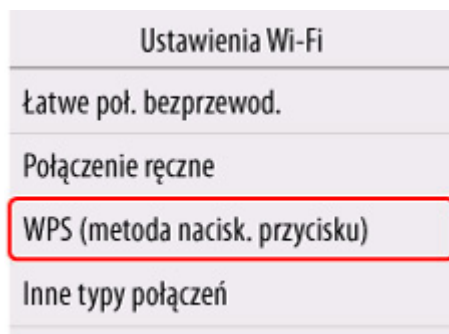 Ustawienia Wi-Fi
Łatwe poł. bezprzewod.
Połączenie ręczne
WPS (metoda nacisk. przycisku)
Inne typy połączeń